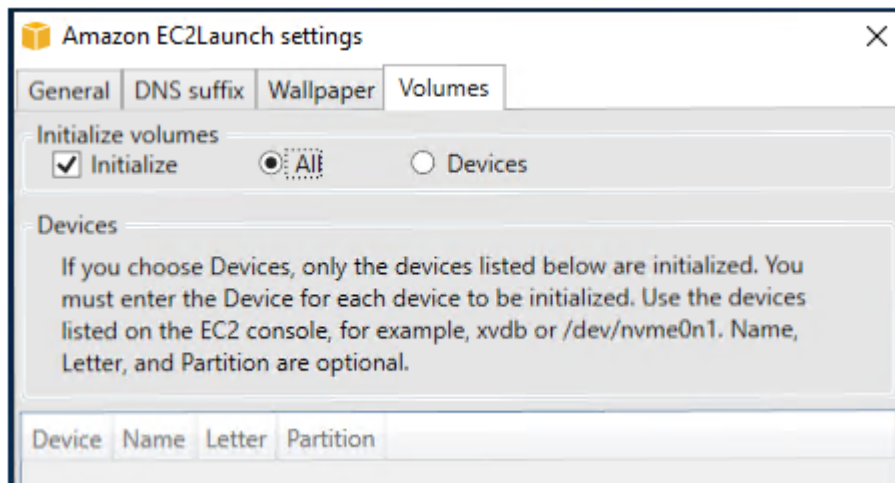 Amazon EC2Launch settings
General DNS suffix Wallpaper Volumes
Initialize volumes
Initialize All Devices
Devices
If you choose Devices, only the devices listed below are initialized. You
must enter the Device for each device to be initialized. Use the devices
listed on the EC2 console, for example, xvdb or /dev/nvme0n1. Name,
Letter, and Partition are optional.
Device Name Letter Partition